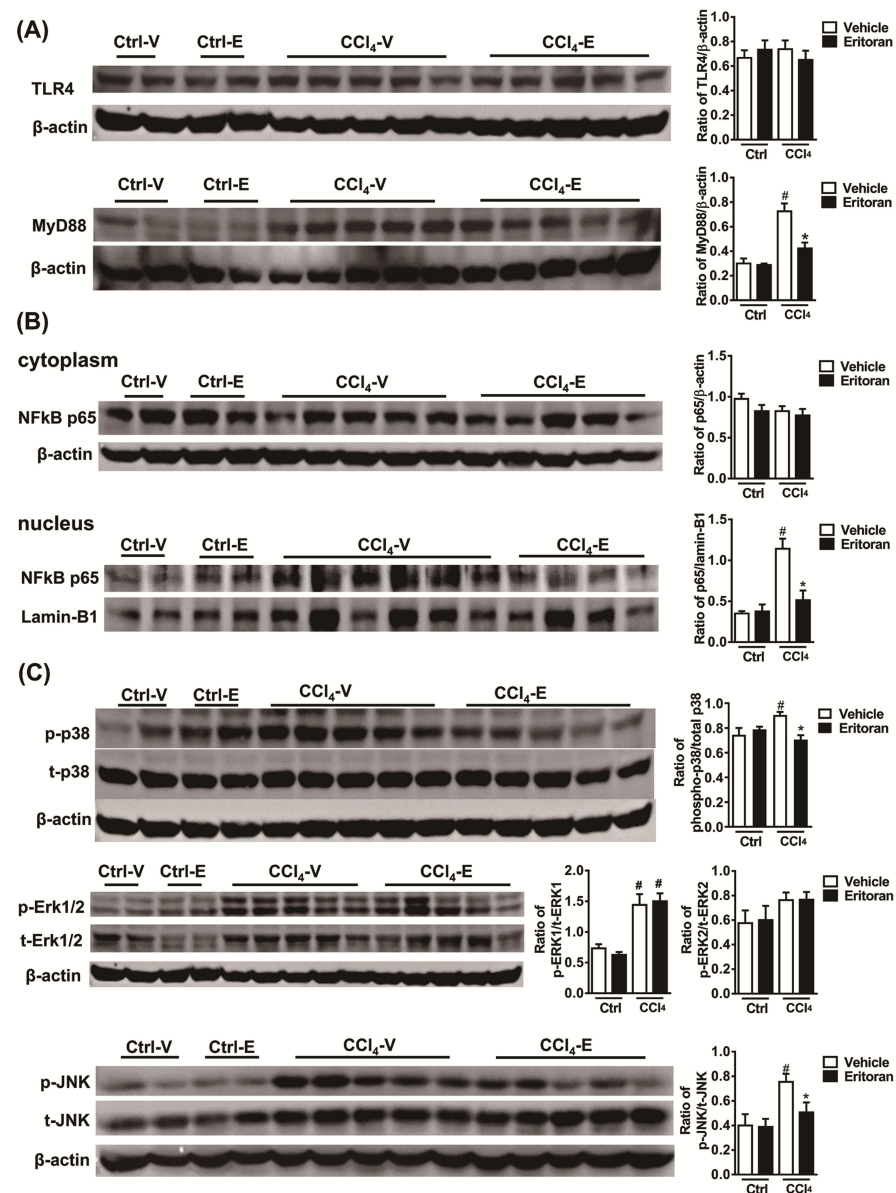 (A)
Ctrl-V Ctrl-E CCl4-V CCl4-E
TLR4
β-actin
Ratio of TLR4/β-actin
1.0
0.8
0.6
0.4
0.2
0.0
Ctrl CCl4
Vehicle
Eritoran
Ctrl-V Ctrl-E CCl4-V CCl4-E
MyD88
β-actin
Ratio of MyD88/β-actin
1.0
0.8
0.6
0.4
0.2
0.0
# *
Ctrl CCl4
Vehicle
Eritoran
(B)
cytoplasm
Ctrl-V Ctrl-E CCl4-V CCl4-E
NFkB p65
β-actin
Ratio of p65/β-actin
1.5
1.0
0.5
0.0
Ctrl CCl4
Vehicle
Eritoran
nucleus
Ctrl-V Ctrl-E CCl4-V CCl4-E
NFkB p65
Lamin-B1
Ratio of p65/lamin-B1
1.5
1.0
0.5
0.0
# *
Ctrl CCl4
Vehicle
Eritoran
(C)
Ctrl-V Ctrl-E CCl4-V CCl4-E
p-p38
t-p38
β-actin
Ratio of
phospho-p38/total p38
1.0
0.8
0.6
0.4
0.2
0.0
# *
Ctrl CCl4
Vehicle
Eritoran
Ctrl-V Ctrl-E CCl4-V CCl4-E
p-Erk1/2
t-Erk1/2
β-actin
Ratio of
p-ERK1/t-ERK1
2.0
1.5
1.0
0.5
0.0
# #
Ctrl CCl4
Ratio of
p-ERK2/t-ERK2
1.0
0.8
0.6
0.4
0.2
0.0
Ctrl CCl4
Vehicle
Eritoran
Ctrl-V Ctrl-E CCl4-V CCl4-E
p-JNK
t-JNK
β-actin
Ratio of
p-JNK/t-JNK
1.0
0.8
0.6
0.4
0.2
0.0
# *
Ctrl CCl4
Vehicle
Eritoran